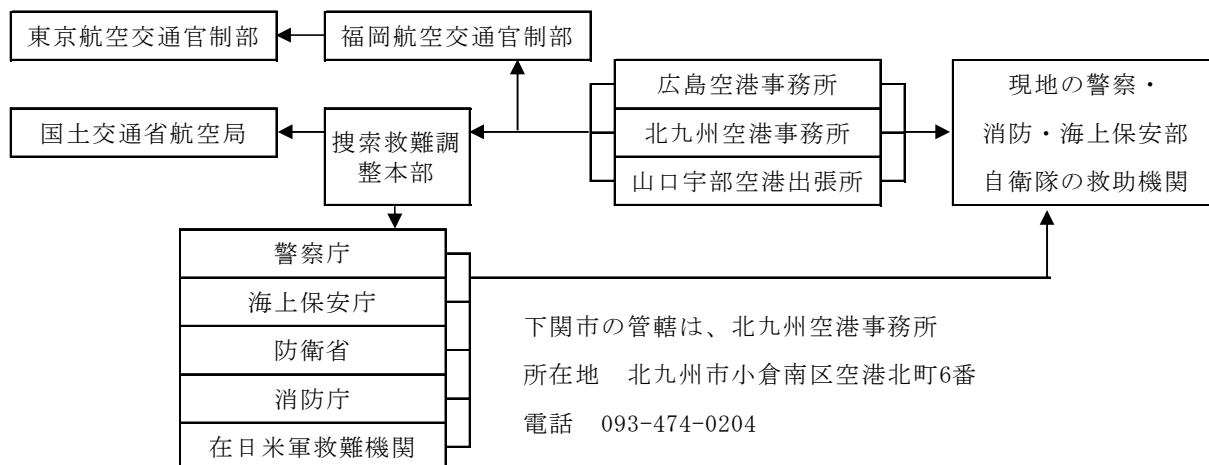 東京航空交通官制部
福岡航空交通官制部
国土交通省航空局
捜索救難調
整本部
広島空港事務所
北九州空港事務所
山口宇部空港出張所
現地の警察・
消防・海上保安部
自衛隊の救助機関
警察庁
海上保安庁
防衛省
消防庁
在日米軍救難機関
下関市の管轄は、北九州空港事務所
所在地　北九州市小倉南区空港北町6番
電話　093-474-0204